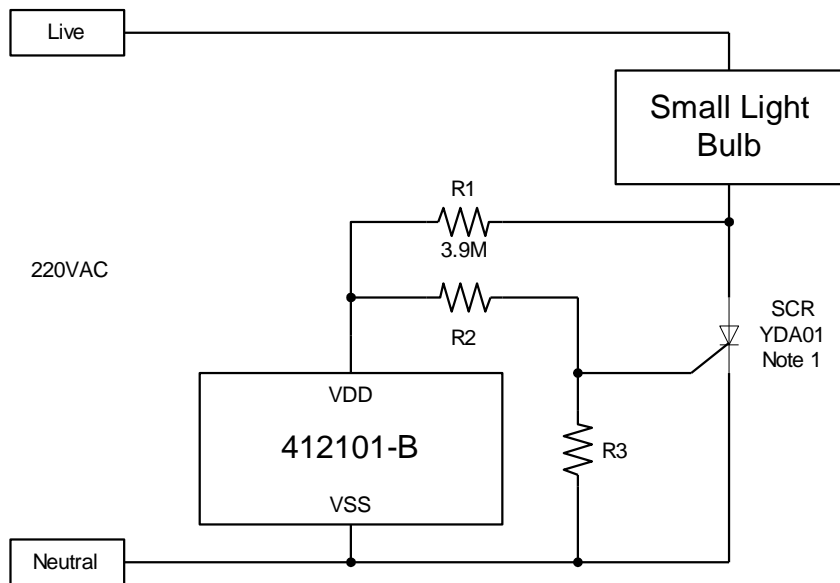 Live
Small Light
Bulb
R1
3.9M
220VAC
R2
SCR
YDA01
Note 1
VDD
412101-B
R3
VSS
Neutral